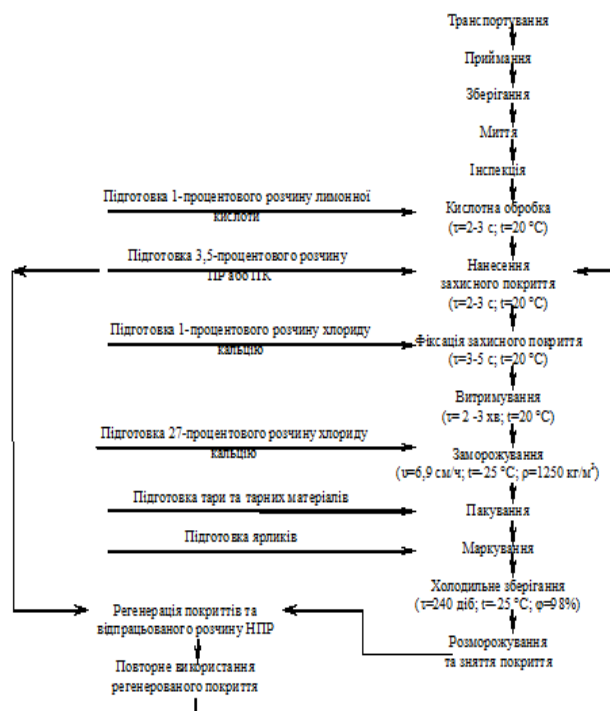 Транспортування
Приймання
Зберігання
Миття
Інспекція
Підготовка 1-процентового розчину лимонної
кислоти
Кислотна обробка
(τ=2-3 с; t=20 °С)
Підготовка 3,5-процентового розчину
ПР або ПК
Нанесення
захисного покриття
(τ=2-3 с; t=20 °С)
Підготовка 1-процентового розчину хлориду
кальцію
Фіксація захисного покриття
(τ=3-5 с; t=20 °С)
Витримування
(τ= 2 -3 хв; t=20 °С)
Підготовка 27-процентового розчину хлориду
кальцію
Заморожування
(υ=6,9 см/ч; t=-25 °С; ρ=1250 кг/м²)
Підготовка тари та тарних матеріалів
Пакування
Підготовка ярликів
Маркування
Холодильне зберігання
(τ=240 діб; t=-25 °С; φ=98%)
Регенерація покриттів та
відпрацьованого розчину НПР
Розморожування
та зняття покриття
Повторне використання
регенерованого покриття